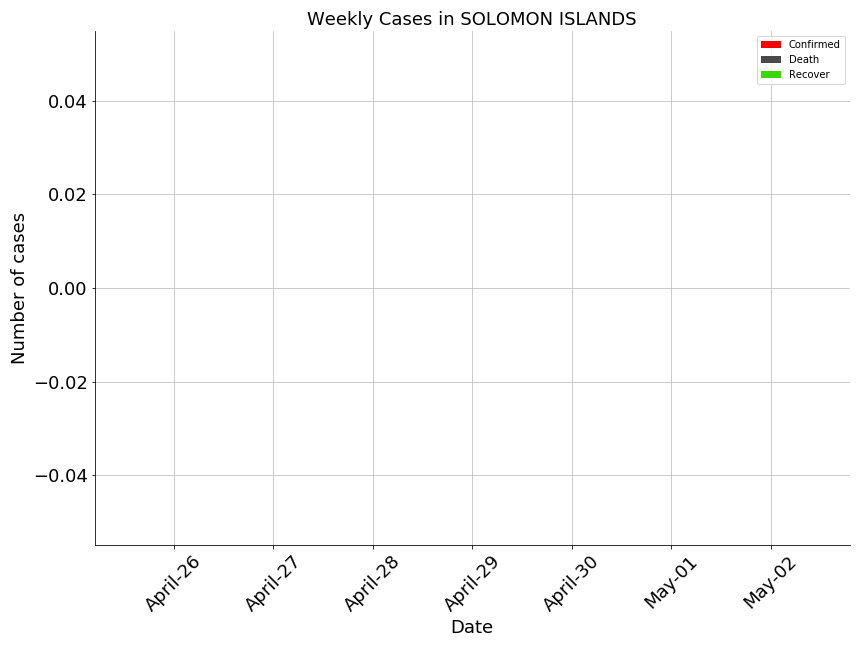 Weekly Cases in SOLOMON ISLANDS
Confirmed
Death
Recover
Number of cases
0.04
0.02
0.00
−0.02
−0.04
April-26
April-27
April-28
April-29
April-30
May-01
May-02
Date